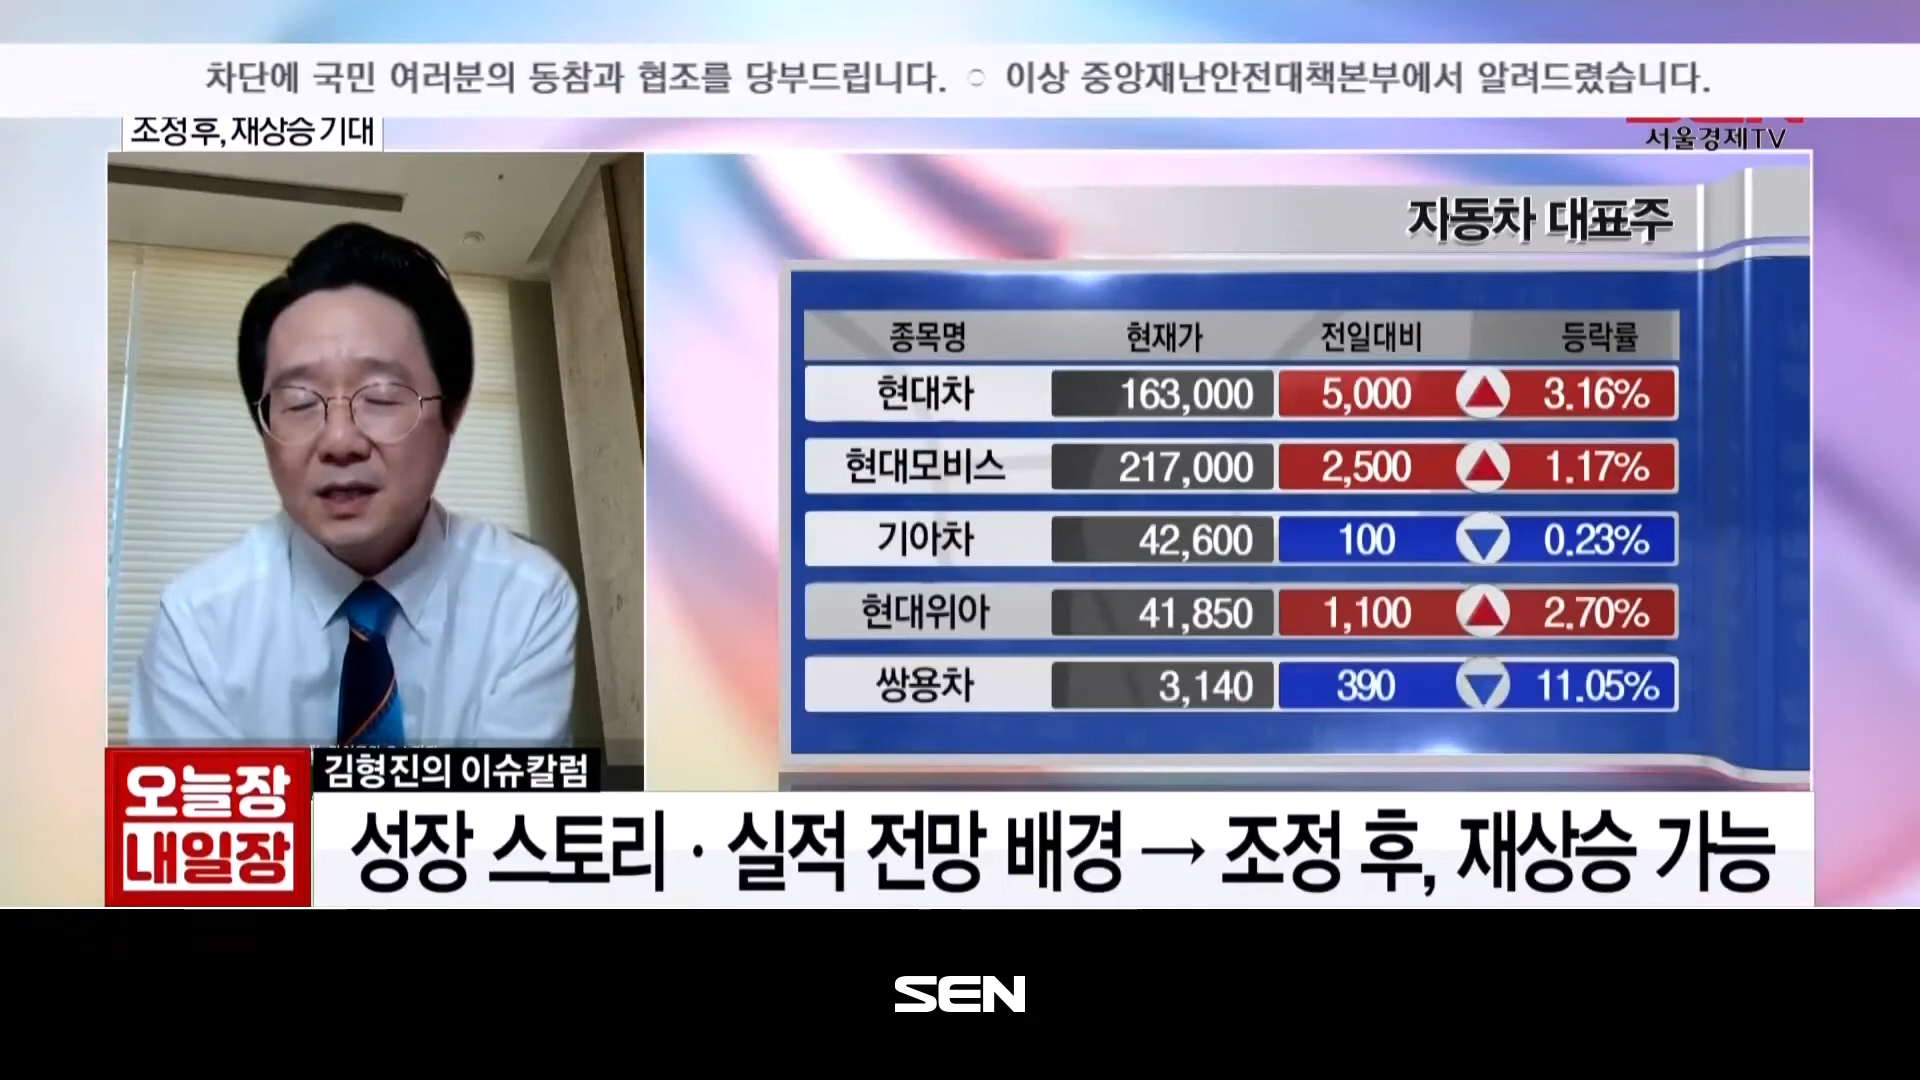 차단에 국민 여러분의 동참과 협조를 당부드립니다. ○ 이상 중앙재난안전대책본부에서 알려드렸습니다.
조정 후, 재상승 기대
서울경제TV
자동차 대표주
종목명 현재가 전일대비 등락률
현대차 163,000 5,000 ▲ 3.16%
현대모비스 217,000 2,500 ▲ 1.17%
기아차 42,600 100 ▼ 0.23%
현대위아 41,850 1,100 ▲ 2.70%
쌍용차 3,140 390 ▼ 11.05%
오늘장
내일장
김형진의 이슈칼럼
성장 스토리·실적 전망 배경→조정 후, 재상승 가능
SEN